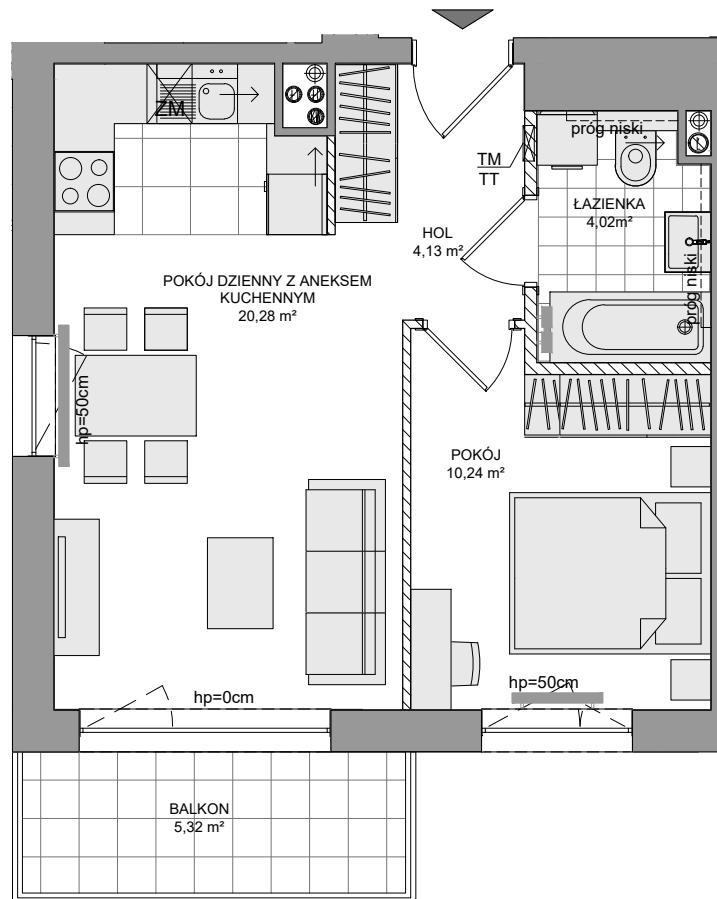 ZM
próg niski
TM
TT
ŁAZIENKA
4,02m²
HOL
4,13 m²
próg niski
POKÓJ DZIENNY Z ANEKSEM
KUCHENNYM
20,28 m²
hp=50cm
POKÓJ
10,24 m²
hp=50cm
hp=0cm
BALKON
5,32 m²